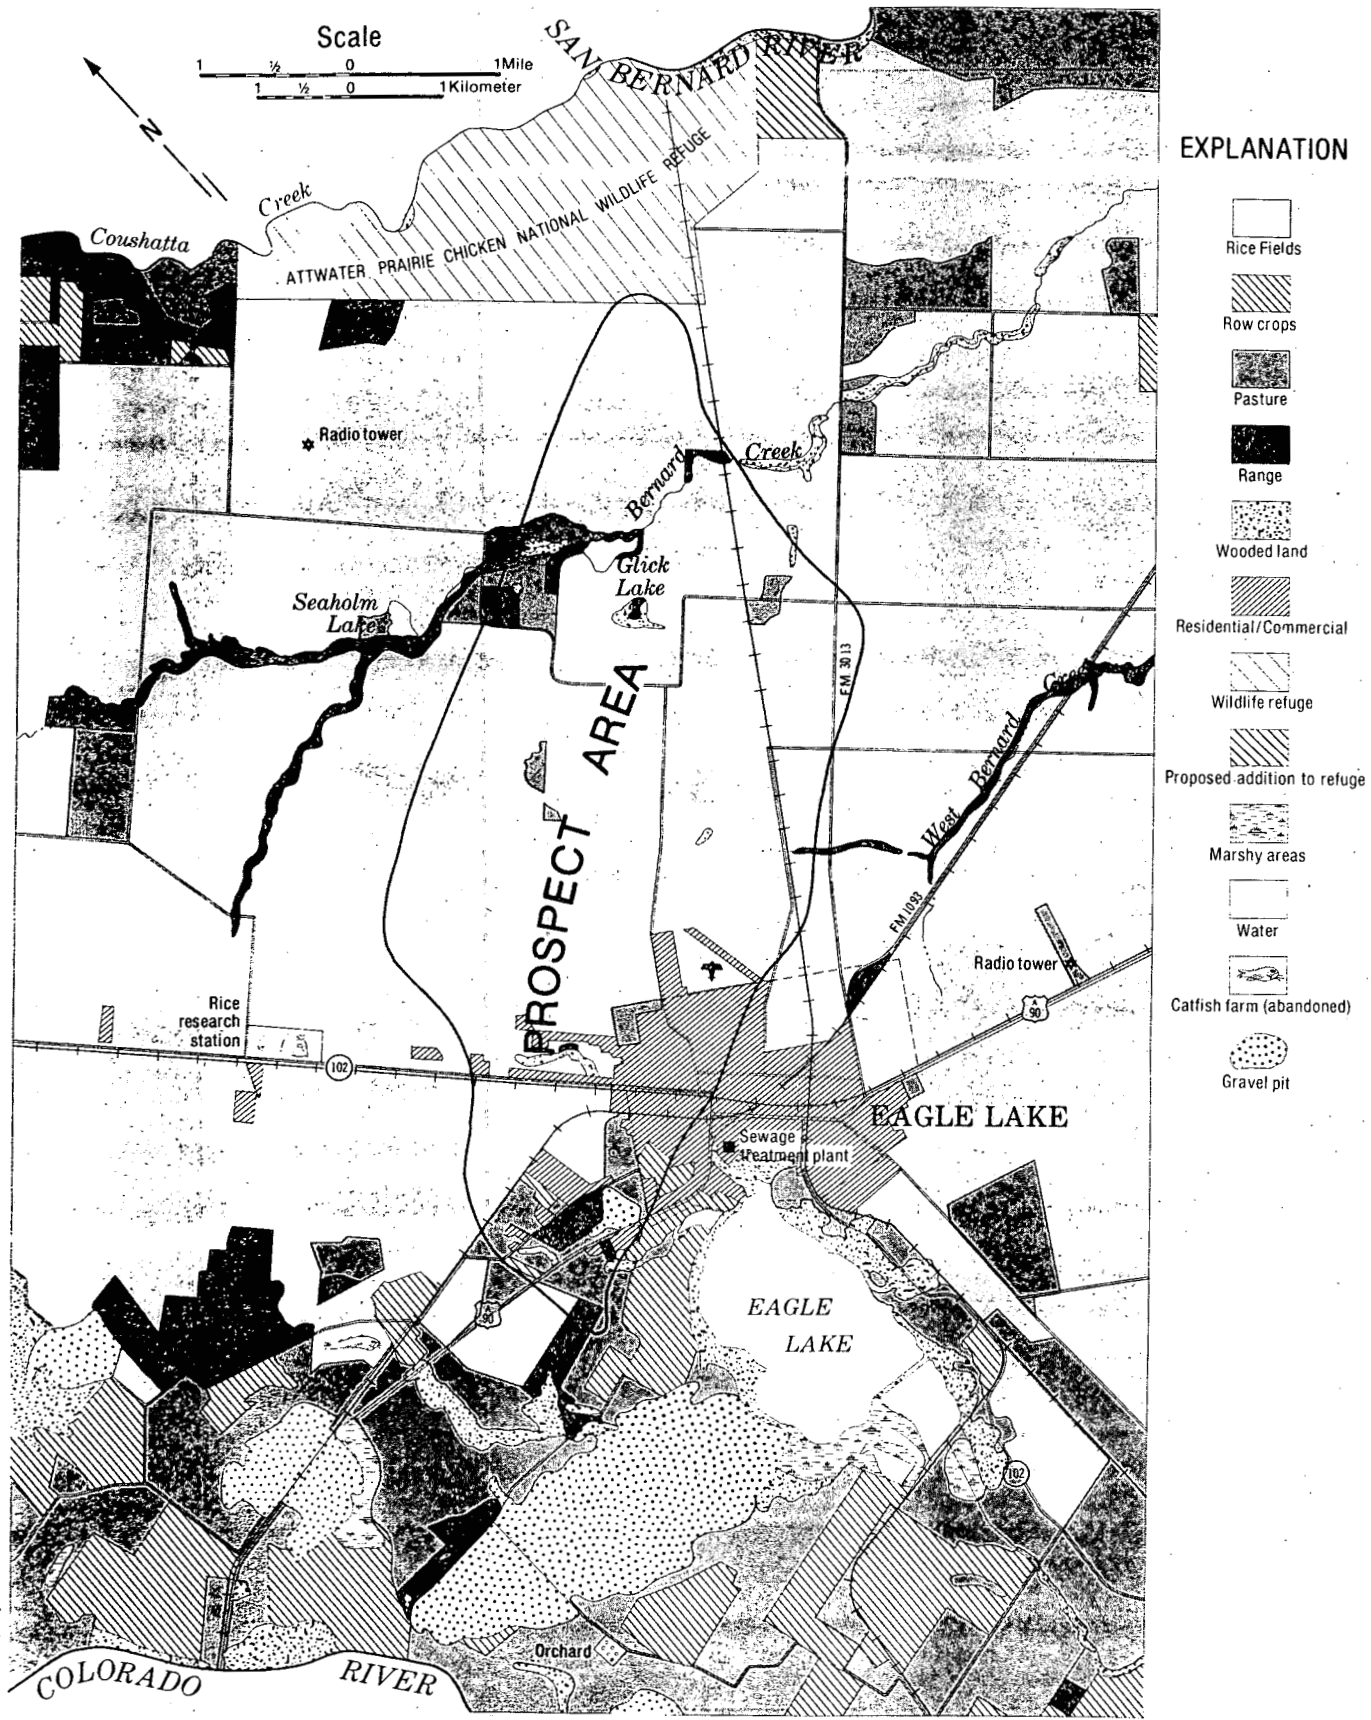 Scale
1 ½ 0 1 Mile
1 ½ 0 1 Kilometer
N
SAN BERNARD RIVER
Coushatta Creek
ATTWATER PRAIRIE CHICKEN NATIONAL WILDLIFE REFUGE
Radio tower
Bernard Creek
Glick
Lake
Seaholm
Lake
FM 3013
PROSPECT AREA
West Bernard Creek
FM 1093
Radio tower
A
90
Rice
research
station
102
EAGLE LAKE
Sewage
treatment plant
A
90
EAGLE
LAKE
102
Orchard
COLORADO RIVER
EXPLANATION
Rice Fields
Row crops
Pasture
Range
Wooded land
Residential/Commercial
Wildlife refuge
Proposed addition to refuge
Marshy areas
Water
Catfish farm (abandoned)
Gravel pit